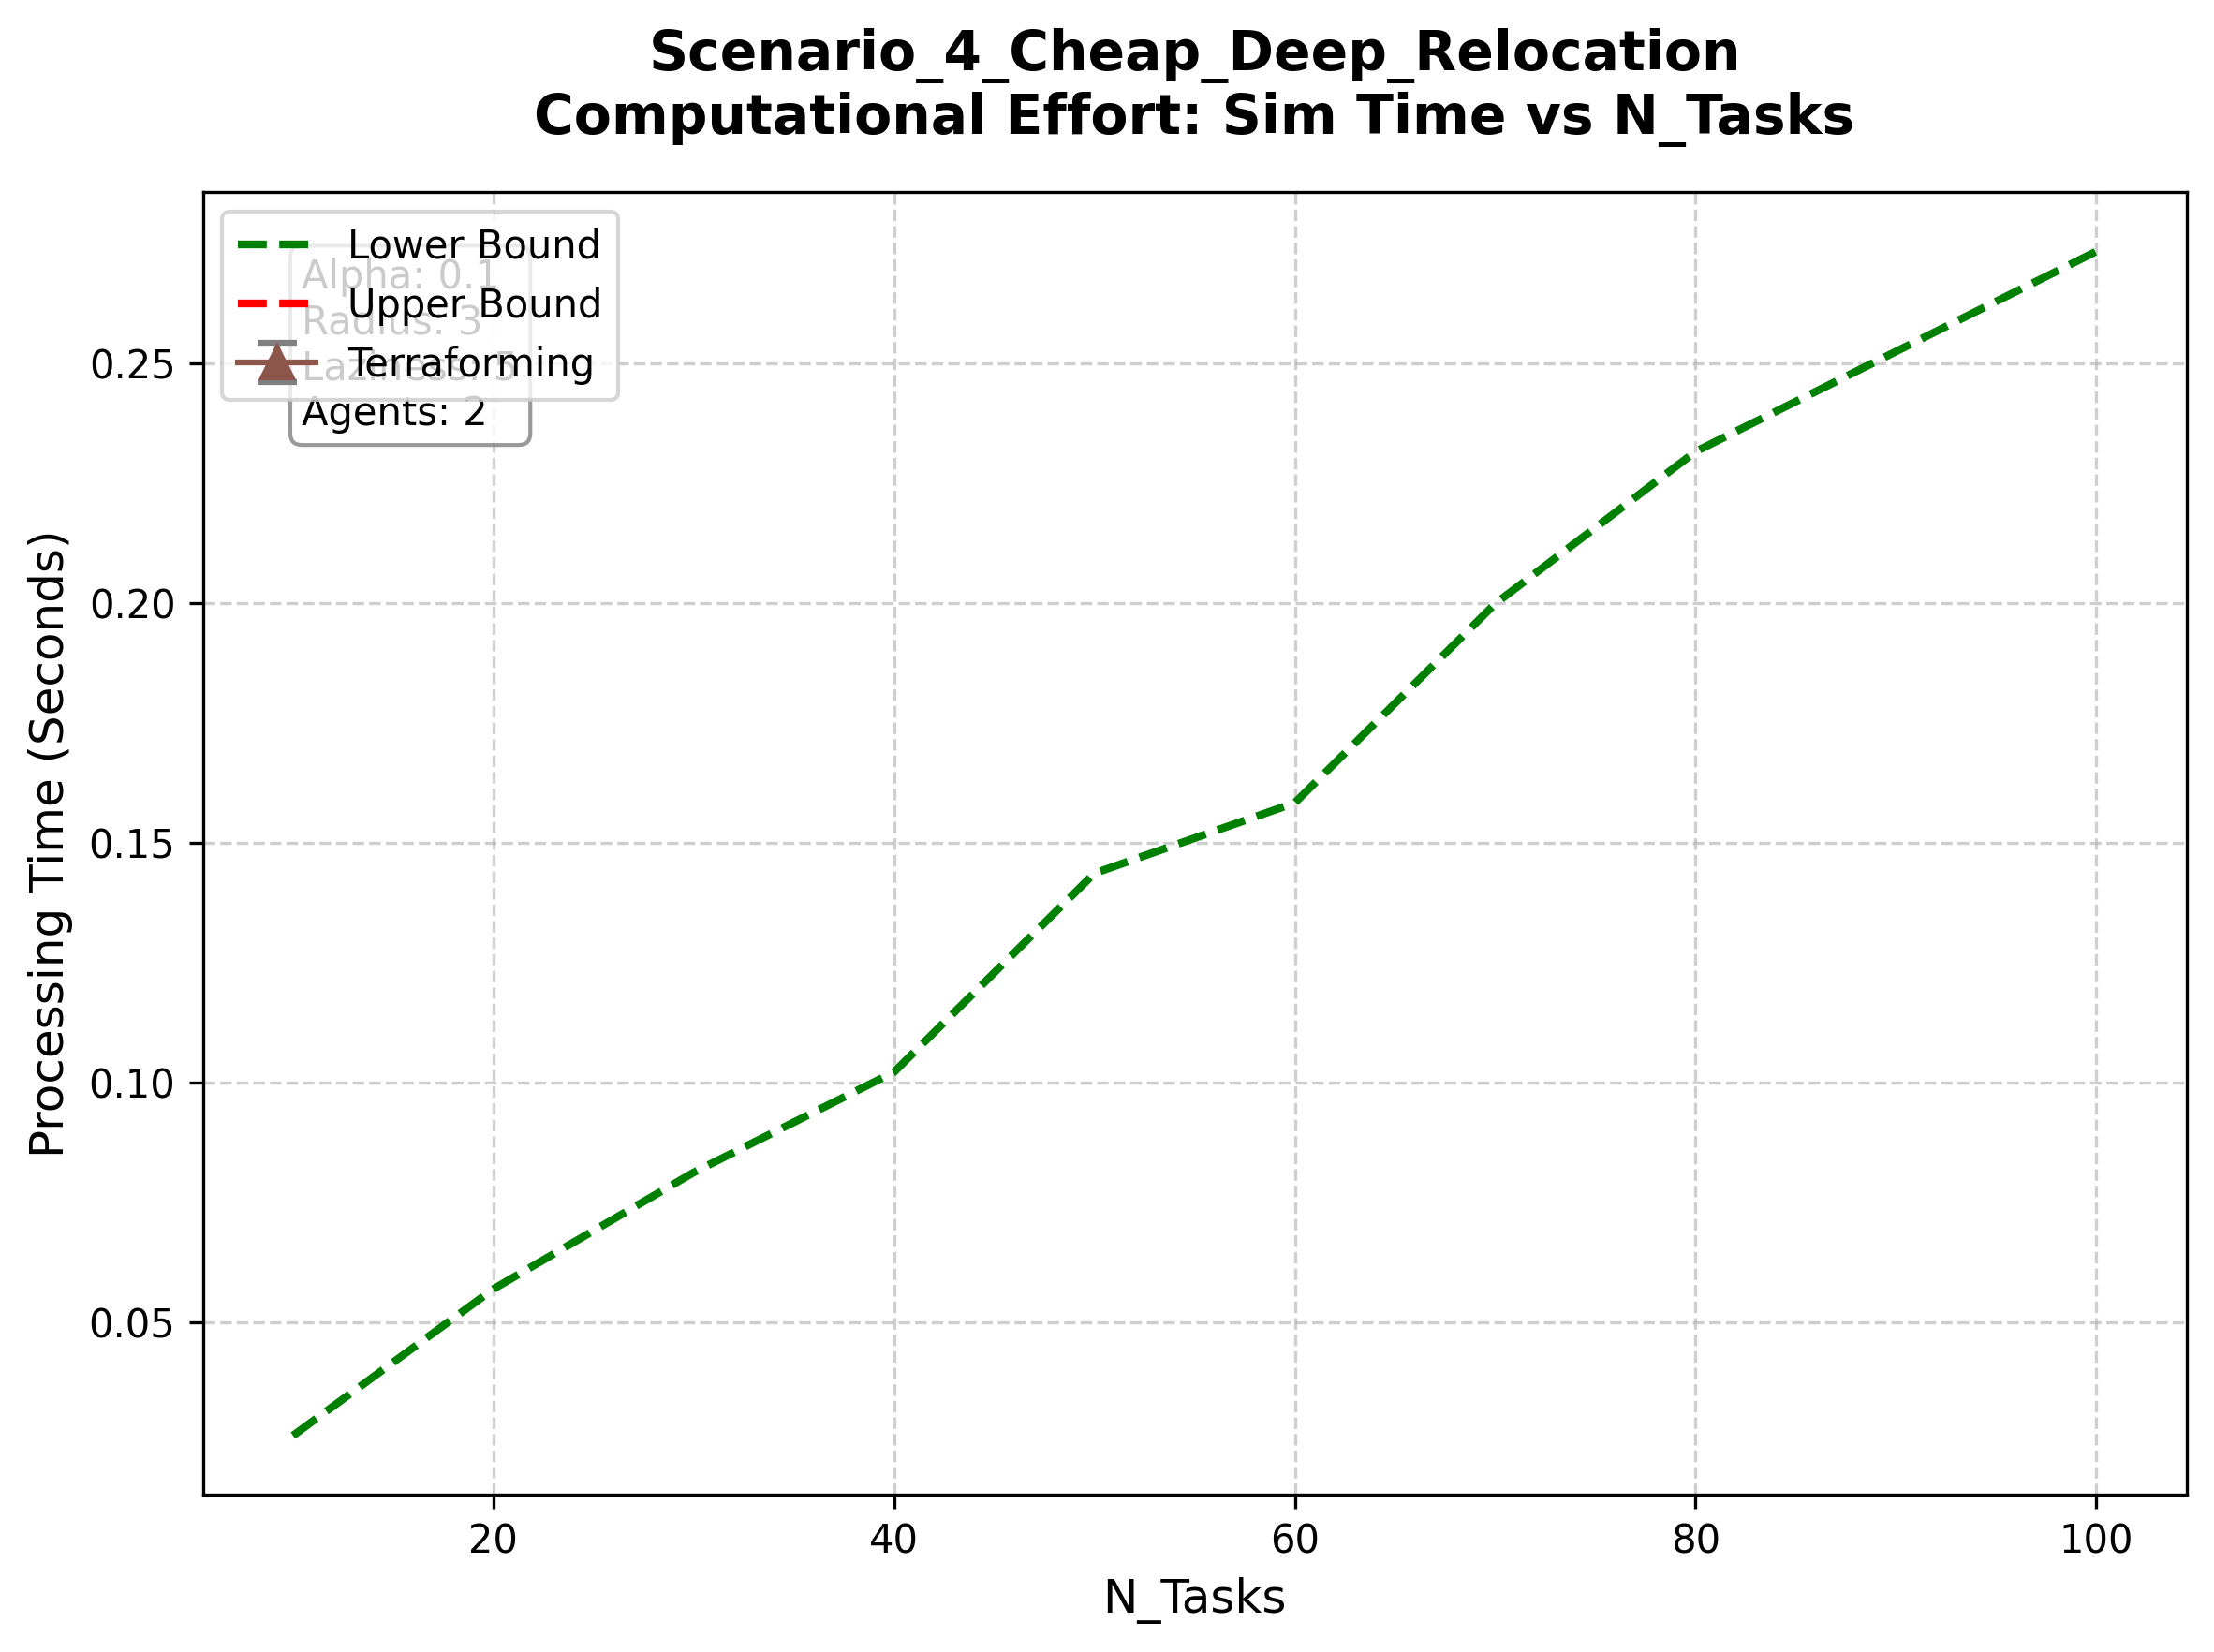 Scenario_4_Cheap_Deep_Relocation
Computational Effort: Sim Time vs N_Tasks
Lower Bound
Upper Bound
Terraforming
Alpha: 0.1
Radius: 3
Laziness: 5
Agents: 2
Processing Time (Seconds)
0.25
0.20
0.15
0.10
0.05
20 40 60 80 100
N_Tasks